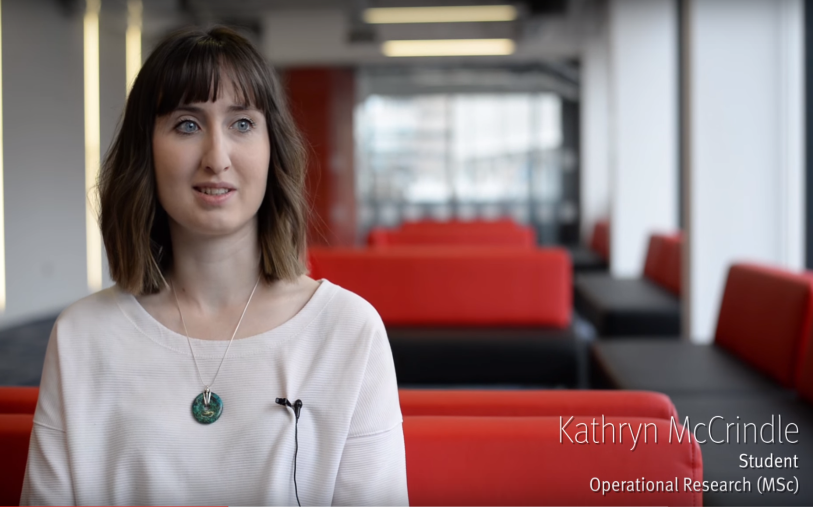 Kathryn McCrindle
Student
Operational Research (MSc)